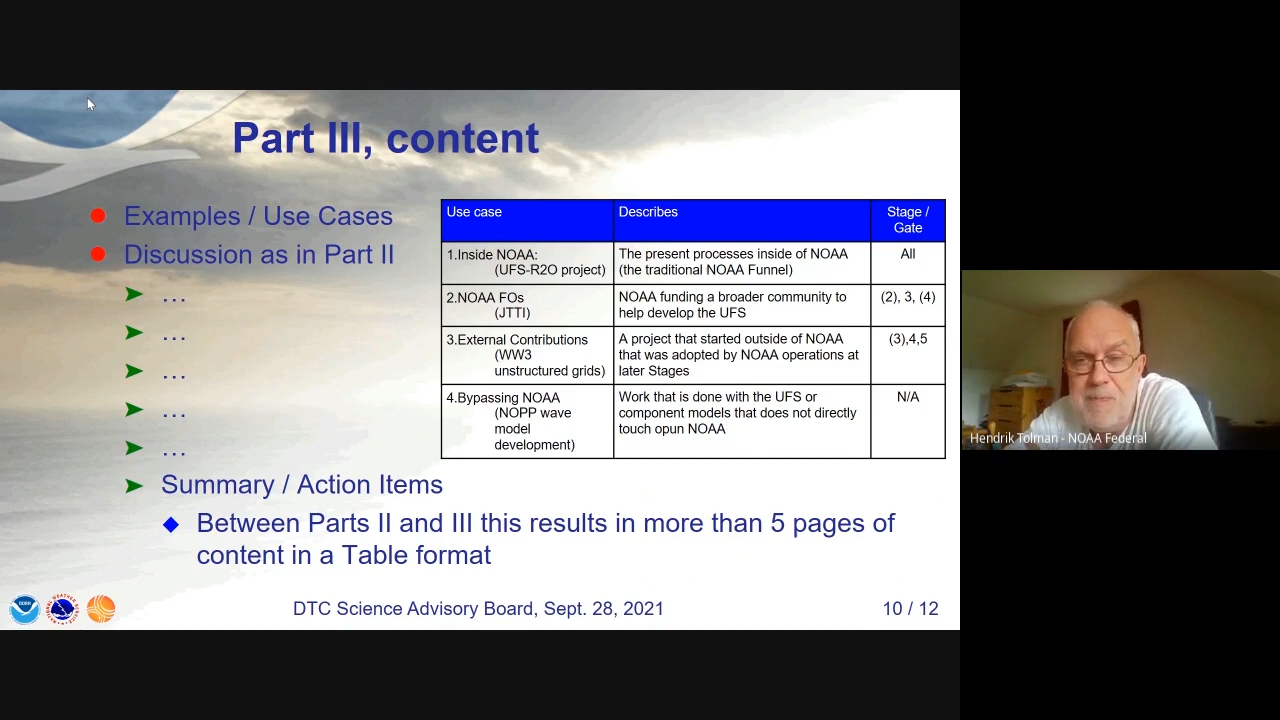 Part III, content
Examples / Use Cases
Discussion as in Part II
…
…
…
…
…
Summary / Action Items
Between Parts II and III this results in more than 5 pages of
content in a Table format
Use case
Describes
Stage /
Gate
1.Inside NOAA:
(UFS-R2O project)
The present processes inside of NOAA
(the traditional NOAA Funnel)
All
2.NOAA FOs
(JTTI)
NOAA funding a broader community to
help develop the UFS
(2), 3, (4)
3.External Contributions
(WW3
unstructured grids)
A project that started outside of NOAA
that was adopted by NOAA operations at
later Stages
(3),4,5
4.Bypassing NOAA
(NOPP wave
model
development)
Work that is done with the UFS or
component models that does not directly
touch opun NOAA
N/A
DTC Science Advisory Board, Sept. 28, 2021
10 / 12
Hendrik Tolman - NOAA Federal